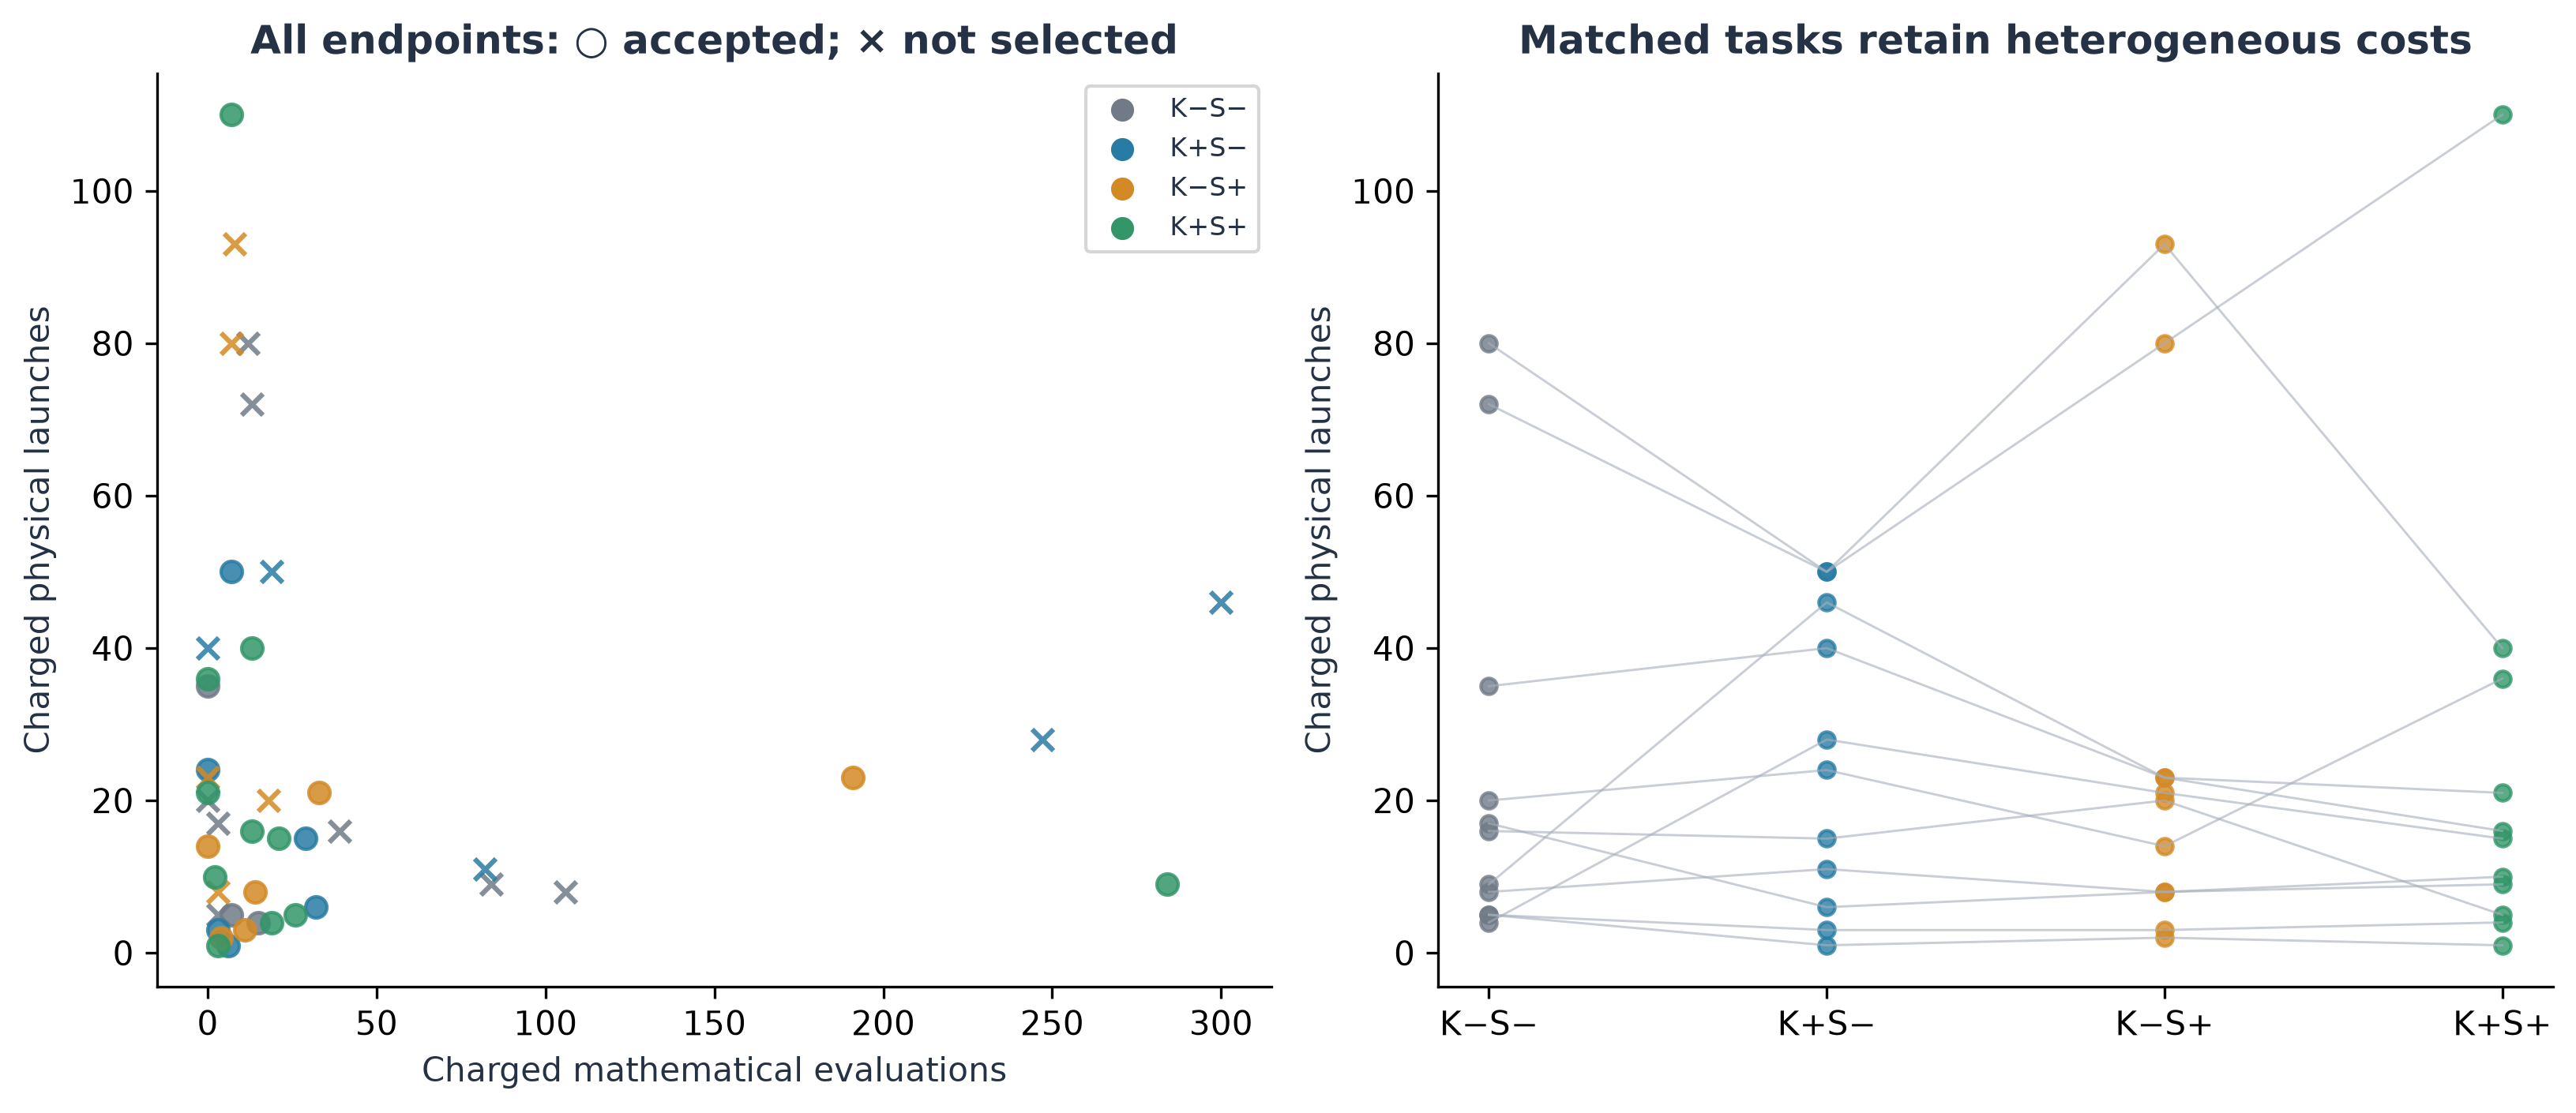 All endpoints: ○ accepted; × not selected
Charged physical launches
100
80
60
40
20
0
K−S−
K+S−
K−S+
K+S+
0
50
100
150
200
250
300
Charged mathematical evaluations
Matched tasks retain heterogeneous costs
Charged physical launches
100
80
60
40
20
0
K−S−
K+S−
K−S+
K+S+